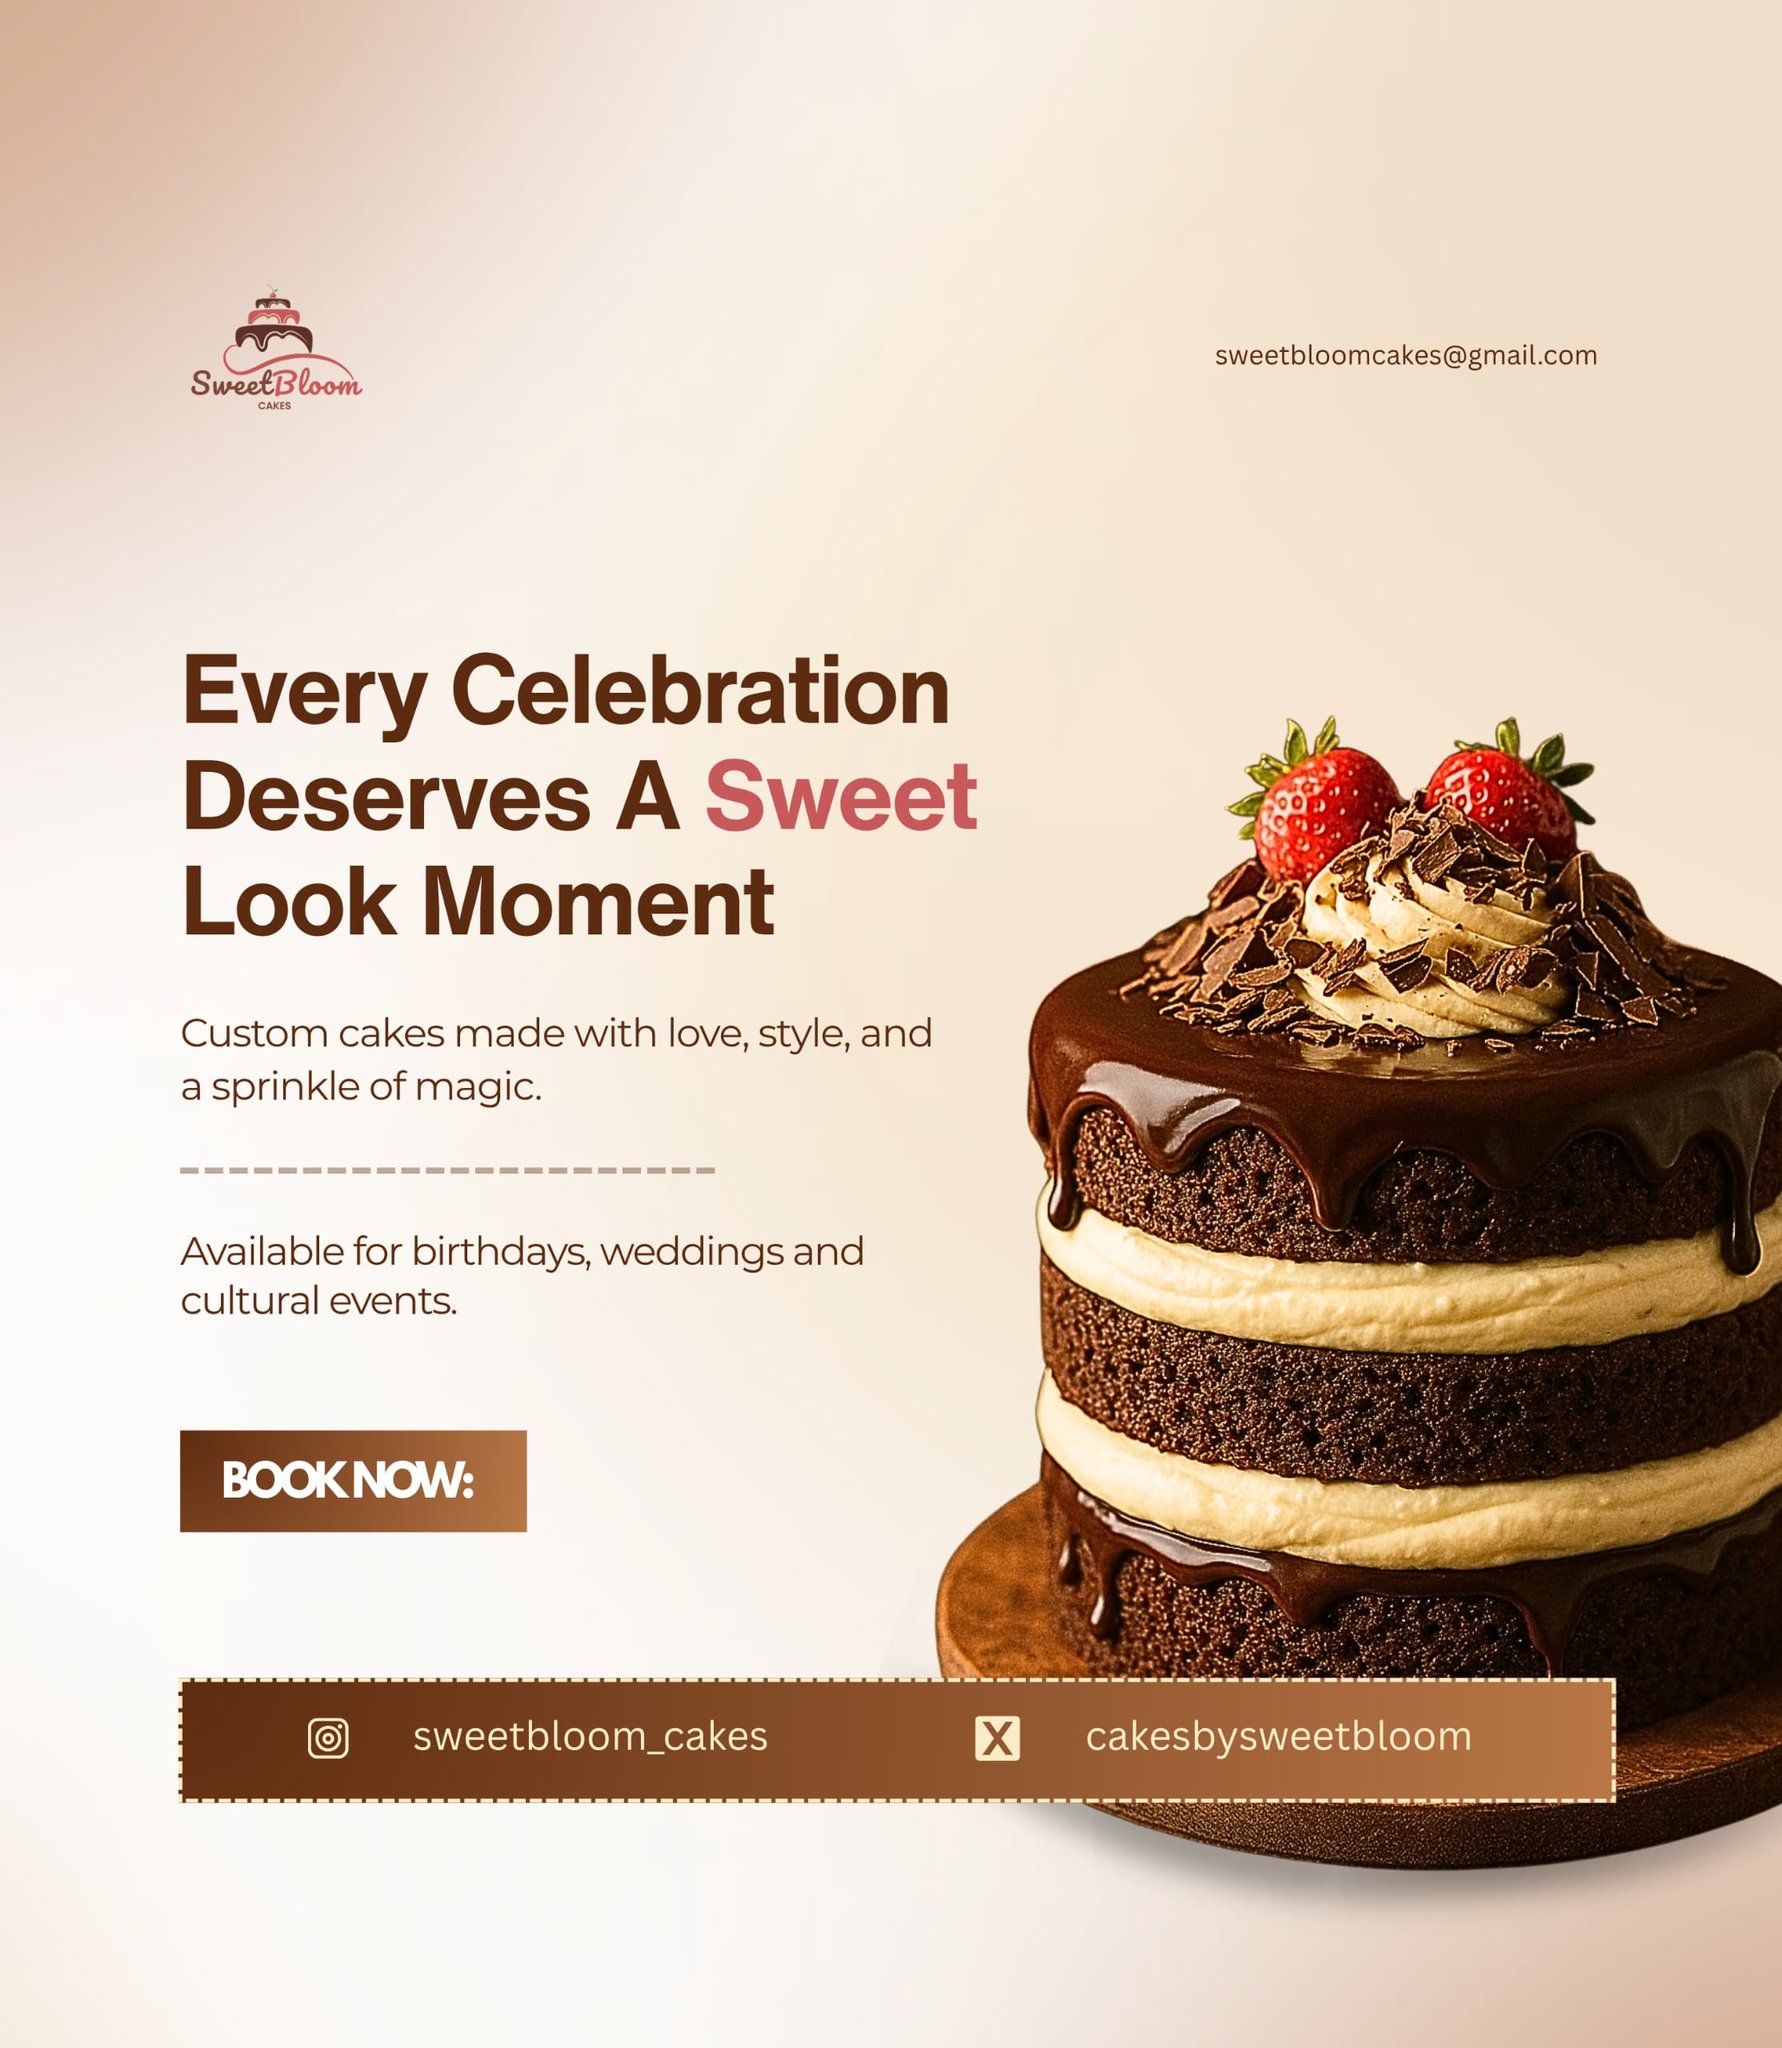 SweetBloom
CAKES
sweetbloomcakes@gmail.com
Every Celebration
Deserves A Sweet
Look Moment
Custom cakes made with love, style, and
a sprinkle of magic.
Available for birthdays, weddings and
cultural events.
BOOK NOW:
sweetbloom_cakes
X cakesbysweetbloom